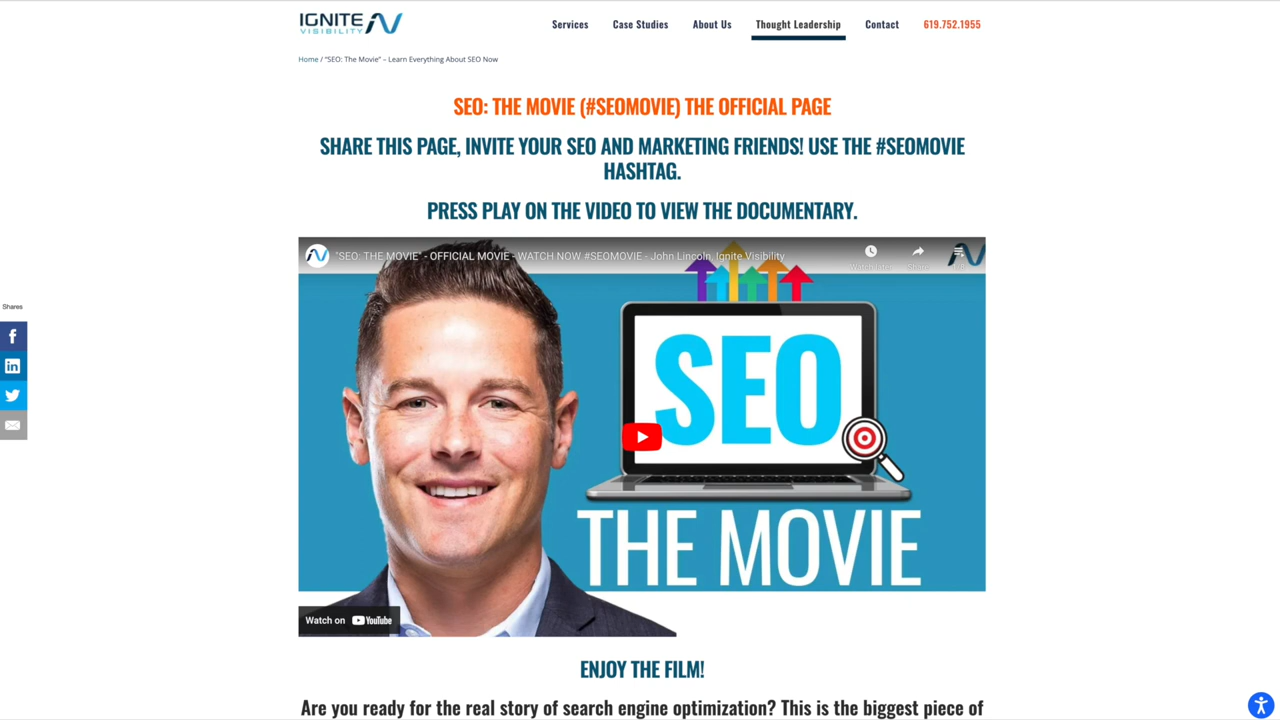 IGNITE
VISIBILITY
Services
Case Studies
About Us
Thought Leadership
Contact
619.752.1955
Home / "SEO: The Movie" – Learn Everything About SEO Now
SEO: THE MOVIE (#SEOMOVIE) THE OFFICIAL PAGE
SHARE THIS PAGE, INVITE YOUR SEO AND MARKETING FRIENDS! USE THE #SEOMOVIE
HASHTAG.
PRESS PLAY ON THE VIDEO TO VIEW THE DOCUMENTARY.
"SEO: THE MOVIE" - OFFICIAL MOVIE - WATCH NOW #SEOMOVIE - John Lincoln, Ignite Visibility
Watch later
Share
Shares
SEO
THE MOVIE
Watch on YouTube
ENJOY THE FILM!
Are you ready for the real story of search engine optimization? This is the biggest piece of